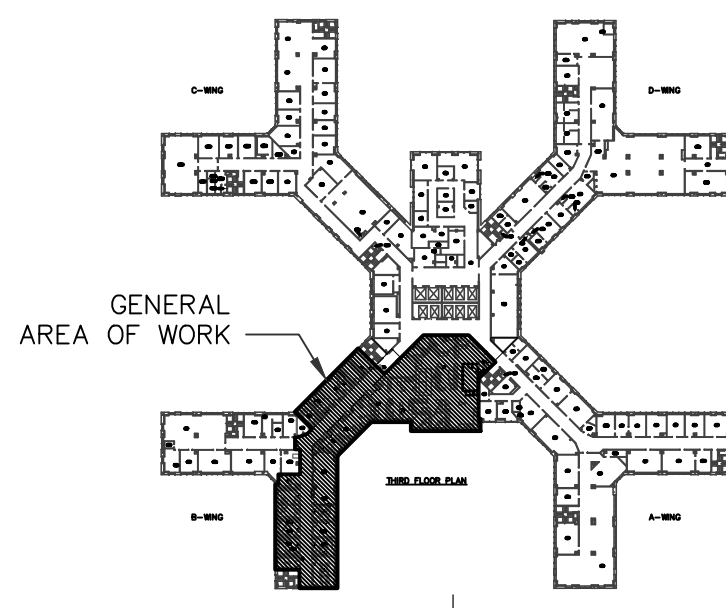 C-WING
D-WING
GENERAL
AREA OF WORK
THIRD FLOOR PLAN
B-WING
A-WING